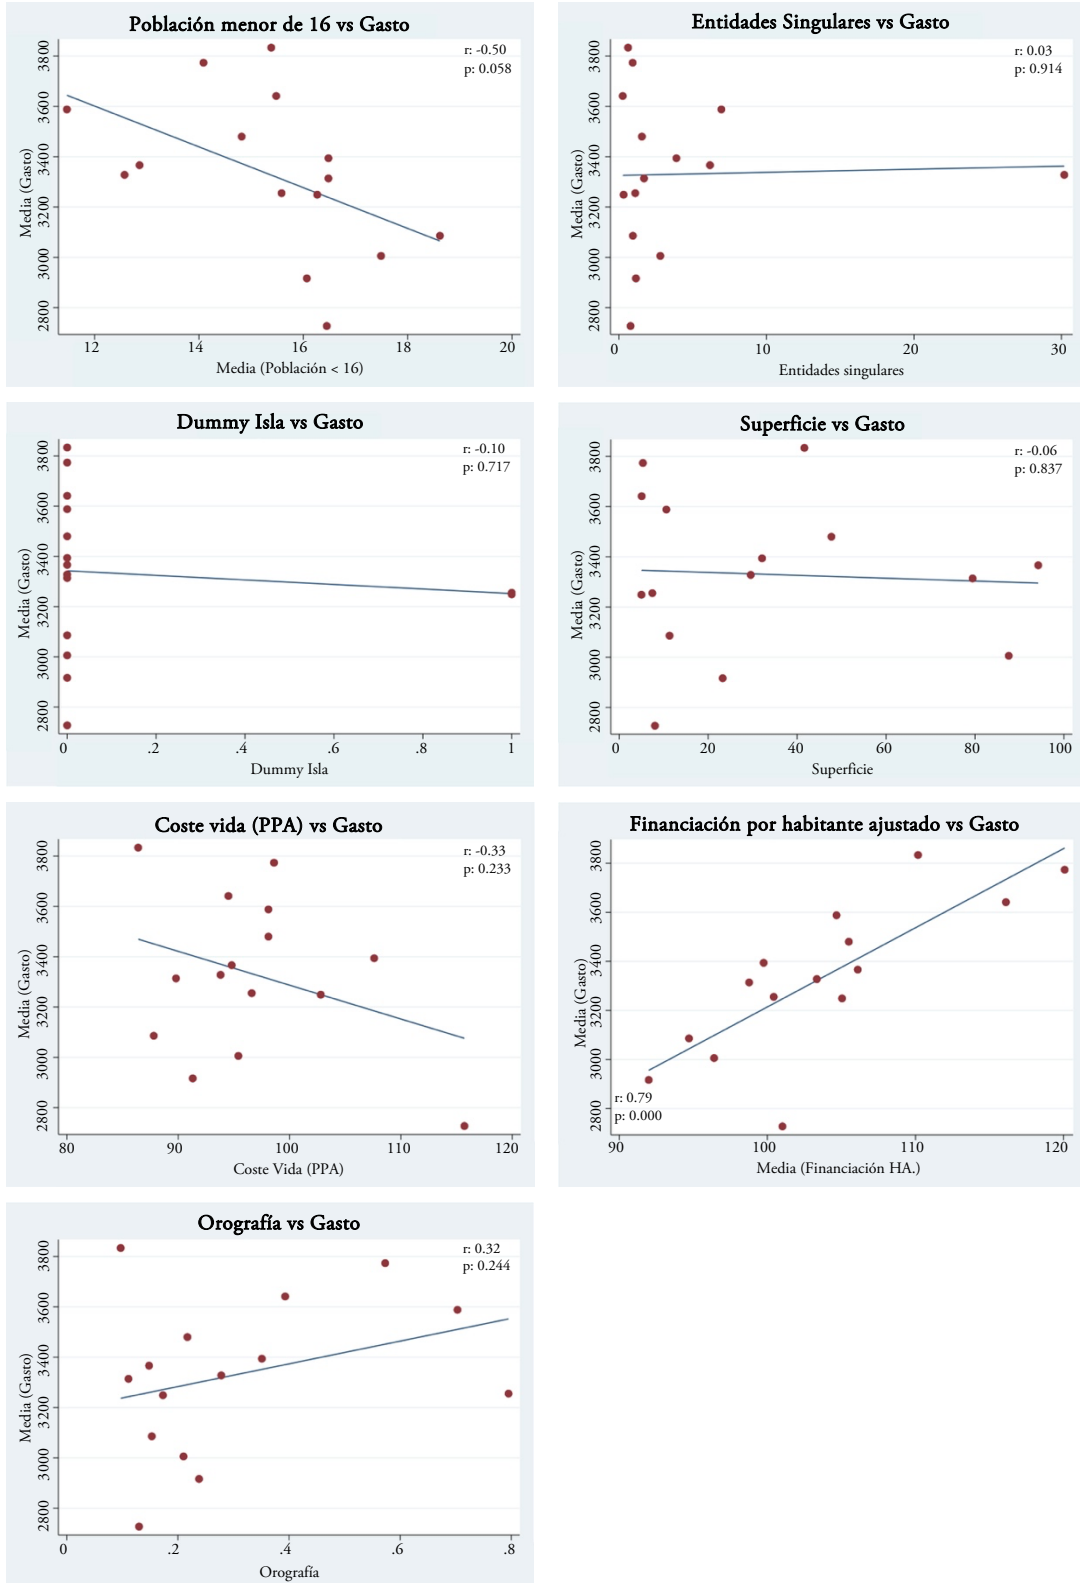 Población menor de 16 vs Gasto
r: -0.50
p: 0.058
Media (Gasto)
3800
3600
3400
3200
3000
2800
12 14 16 18 20
Media (Población < 16)
Entidades Singulares vs Gasto
r: 0.03
p: 0.914
Media (Gasto)
3800
3600
3400
3200
3000
2800
0 10 20 30
Entidades singulares
Dummy Isla vs Gasto
r: -0.10
p: 0.717
Media (Gasto)
3800
3600
3400
3200
3000
2800
0 .2 .4 .6 .8 1
Dummy Isla
Superficie vs Gasto
r: -0.06
p: 0.837
Media (Gasto)
3800
3600
3400
3200
3000
2800
0 20 40 60 80 100
Superficie
Coste vida (PPA) vs Gasto
r: -0.33
p: 0.233
Media (Gasto)
3800
3600
3400
3200
3000
2800
80 90 100 110 120
Coste Vida (PPA)
Financiación por habitante ajustado vs Gasto
Media (Gasto)
3800
3600
3400
3200
3000
2800
r: 0.79
p: 0.000
90 100 110 120
Media (Financiación HA.)
Orografía vs Gasto
r: 0.32
p: 0.244
Media (Gasto)
3800
3600
3400
3200
3000
2800
0 .2 .4 .6 .8
Orografía